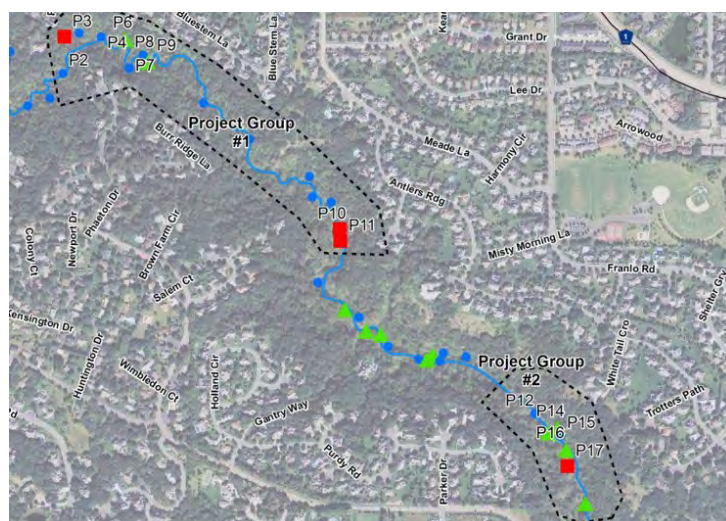 P6
P3
P4
P8
P9
P2
P7
Bluestem La
Blue Stem La
Grant Dr
1
Lee Dr
Arrowood
Meade La
Harmony Cir
Project Group
#1
Burr Ridge La
Antlers Rdg
Phaeton Dr
Newport Dr
Colony Ct
Brown Farm Cir
P10
P11
Misty Morning La
Franlo Rd
Salem Ct
Kensington Dr
Huntington Dr
Wimbledon Ct
Holland Cir
Project Group
#2
White Tail Cro
Trotters Path
P12
P14
P15
P16
P17
Gantry Way
Purdy Rd
Parker Dr